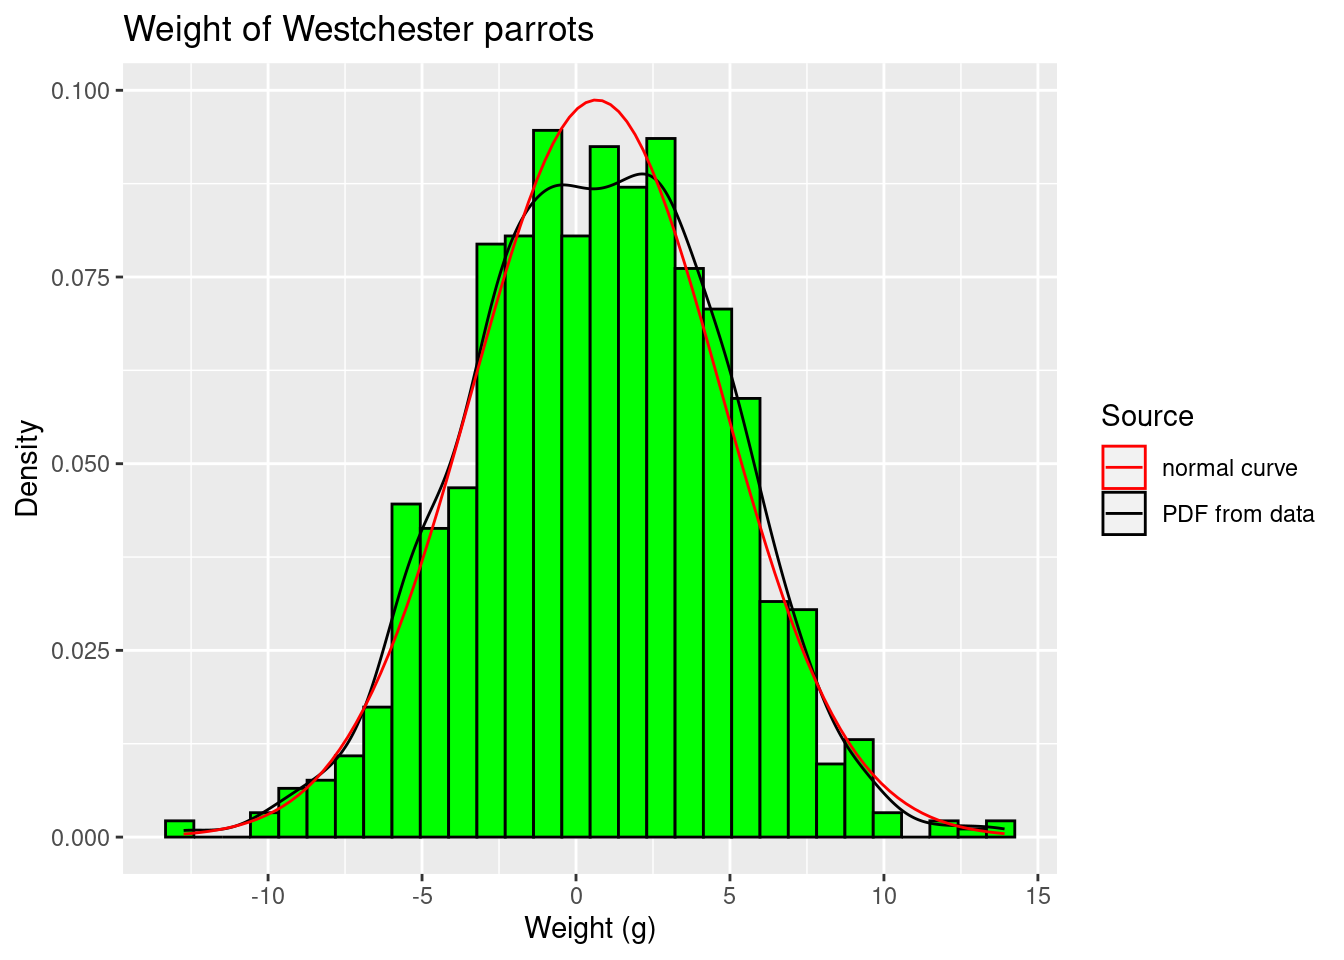 Weight of Westchester parrots
0.100
0.075
0.050
0.025
0.000
Density
-10
-5
0
5
10
15
Weight (g)
Source
normal curve
PDF from data